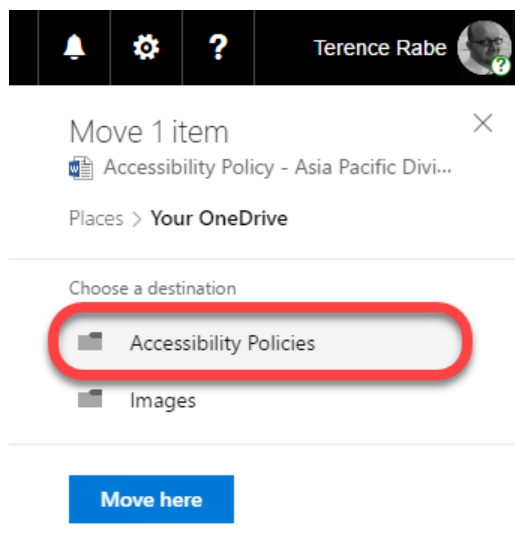 ? Terence Rabe
?
Move 1 item
Accessibility Policy - Asia Pacific Divi...
Places > Your OneDrive
Choose a destination
Accessibility Policies
Images
Move here